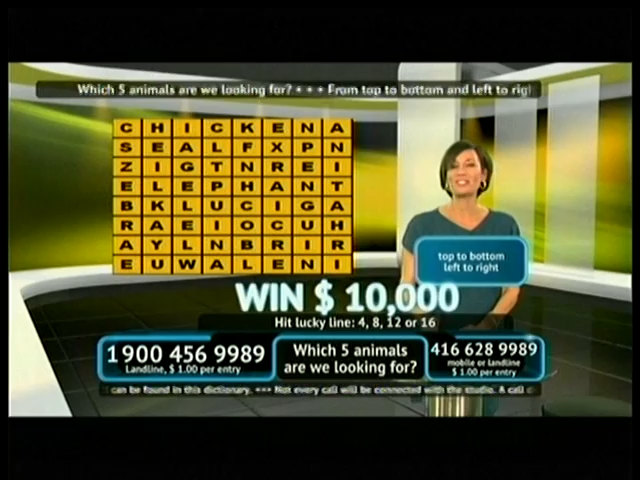 Which 5 animals are we looking for? • • • From top to bottom and left to rig
C H I C K E N A
S E A L F X P N
Z I G T N R E I
E L E P H A N T
B K L U C I G A
R A E I O C U H
A Y L N B R I R
E U W A L E N I
top to bottom
left to right
WIN $ 10,000
Hit lucky line: 4, 8, 12 or 16
1 900 456 9989
Landline, $ 1.00 per entry
Which 5 animals
are we looking for?
416 628 9989
mobile or landline
$ 1.00 per entry
can be found in this dictionary. *** Not every call will be connected with the studio. A call